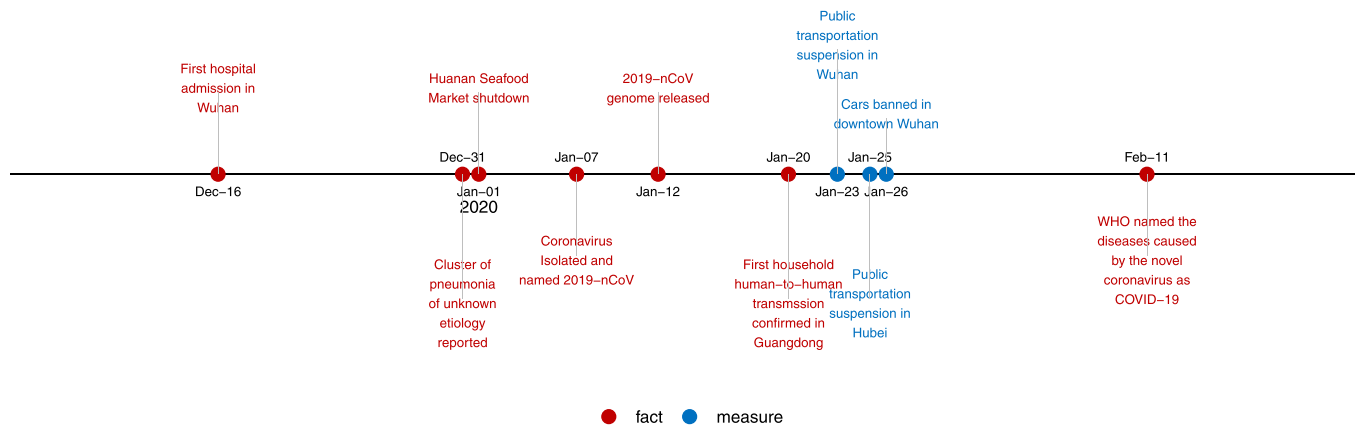 Public
transportation
suspension in
Wuhan
First hospital
admission in
Wuhan
Huanan Seafood
Market shutdown
2019−nCoV
genome released
Cars banned in
downtown Wuhan
Dec−31
Jan−07
Jan−20
Jan−25
Feb−11
Dec−16
Jan−01
2020
Jan−12
Jan−23
Jan−26
Cluster of
pneumonia
of unknown
etiology
reported
Coronavirus
Isolated and
named 2019−nCoV
First household
human−to−human
transmssion
confirmed in
Guangdong
Public
transportation
suspension in
Hubei
WHO named the
diseases caused
by the novel
coronavirus as
COVID−19
fact
measure